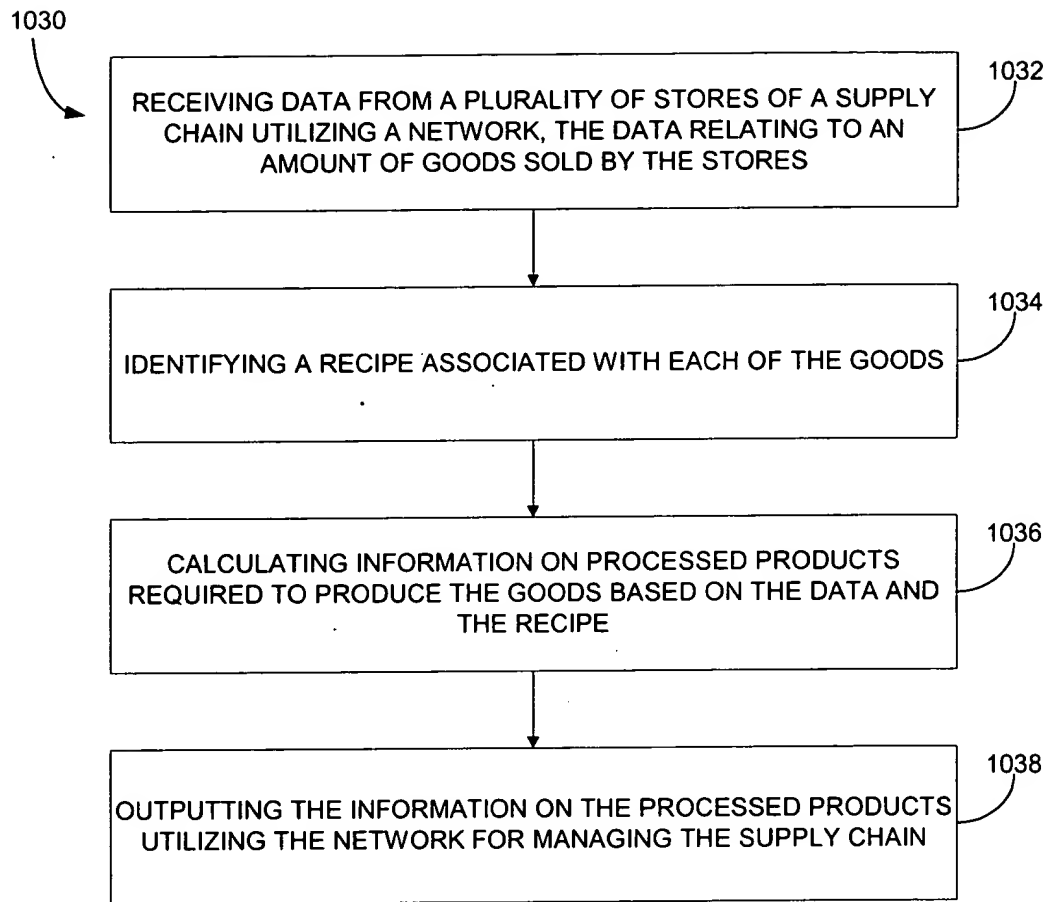 1030
1032
RECEIVING DATA FROM A PLURALITY OF STORES OF A SUPPLY
CHAIN UTILIZING A NETWORK, THE DATA RELATING TO AN
AMOUNT OF GOODS SOLD BY THE STORES
1034
IDENTIFYING A RECIPE ASSOCIATED WITH EACH OF THE GOODS
1036
CALCULATING INFORMATION ON PROCESSED PRODUCTS
REQUIRED TO PRODUCE THE GOODS BASED ON THE DATA AND
THE RECIPE
1038
OUTPUTTING THE INFORMATION ON THE PROCESSED PRODUCTS
UTILIZING THE NETWORK FOR MANAGING THE SUPPLY CHAIN